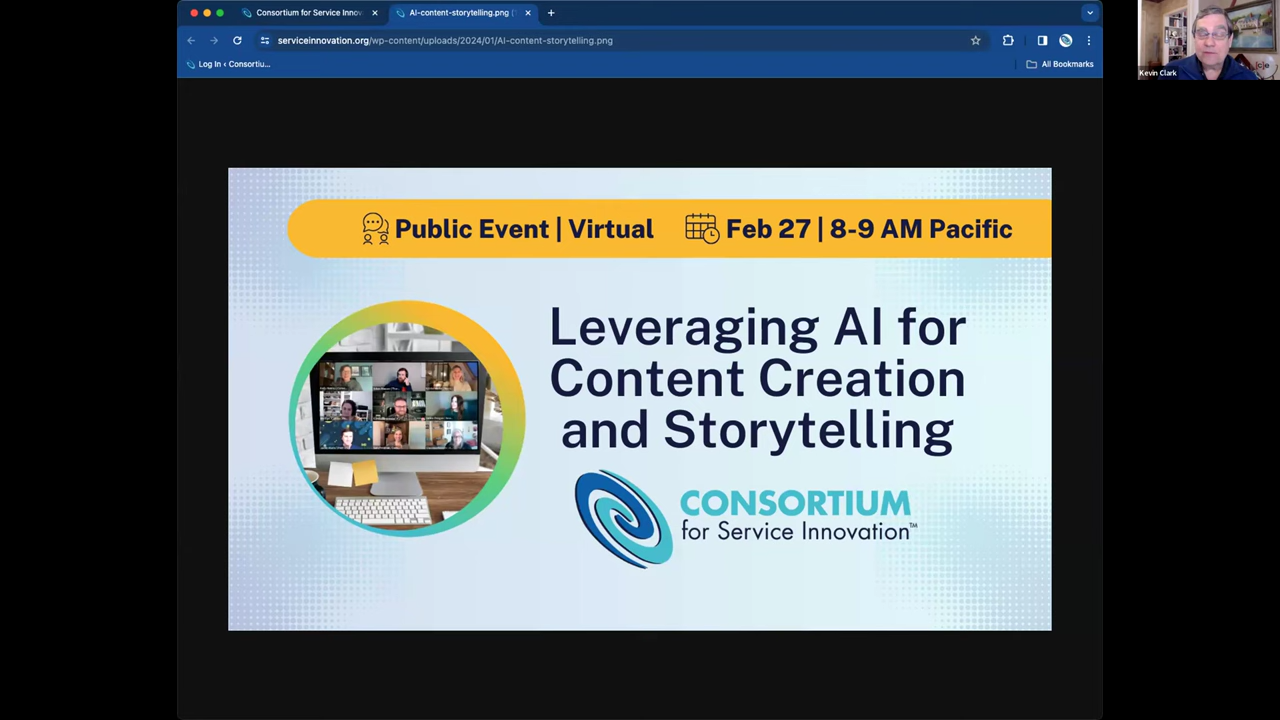 Consortium for Service Innov
AI-content-storytelling.png
serviceinnovation.org/wp-content/uploads/2024/01/AI-content-storytelling.png
Log In ‹ Consortiu...
All Bookmarks
Kevin Clark
Public Event | Virtual
Feb 27 | 8-9 AM Pacific
Leveraging AI for
Content Creation
and Storytelling
CONSORTIUM
for Service Innovation™